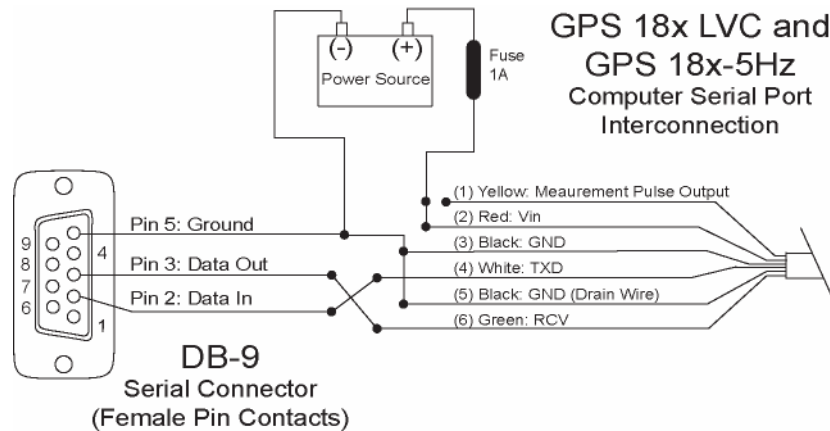 GPS 18x LVC and
GPS 18x-5Hz
Computer Serial Port
Interconnection
(-) (+)
Power Source
Fuse
1A
(1) Yellow: Meaurement Pulse Output
(2) Red: Vin
(3) Black: GND
(4) White: TXD
(5) Black: GND (Drain Wire)
(6) Green: RCV
Pin 5: Ground
Pin 3: Data Out
Pin 2: Data In
9
8
7
6
4
1
DB-9
Serial Connector
(Female Pin Contacts)